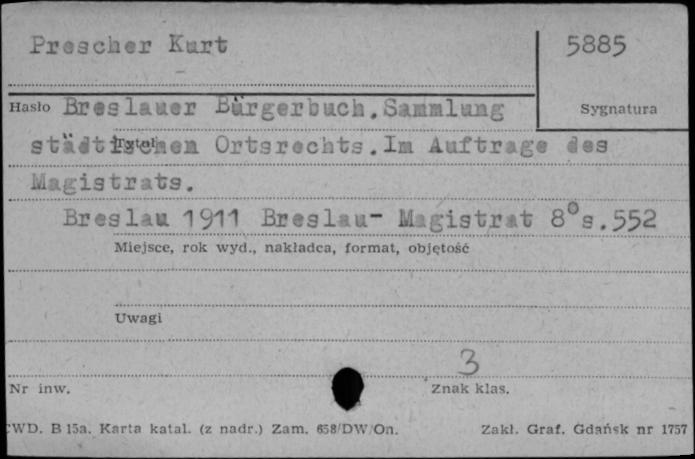 Prescher Kurt
5885
Hasło Breslauer Bürgerbuch.Sammlung
Sygnatura
städtischen Ortsrechts.Im Auftrage des
Tytuł
Magistrats.
Breslau 1911 Breslau- Magistrat 8°s.552
Miejsce, rok wyd., nakładca, format, objętość
Uwagi
3
Nr inw.
Znak klas.
CWD. B 15a. Karta katal. (z nadr.) Zam. 658/DW/On.
Zakł. Graf. Gdańsk nr 1757